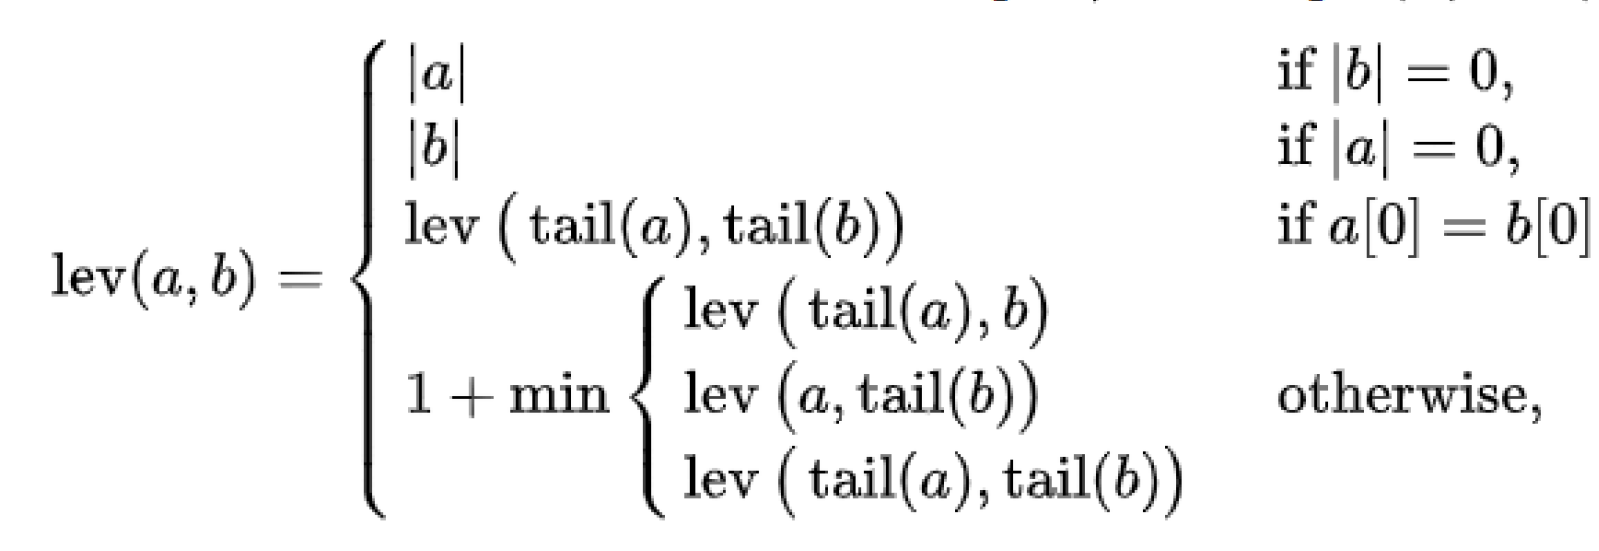 |a| if |b| = 0,
|b| if |a| = 0,
lev ( tail(a), tail(b)) if a[0] = b[0]
lev(a, b) =
lev ( tail(a), b)
1 + min lev (a, tail(b)) otherwise,
lev ( tail(a), tail(b))